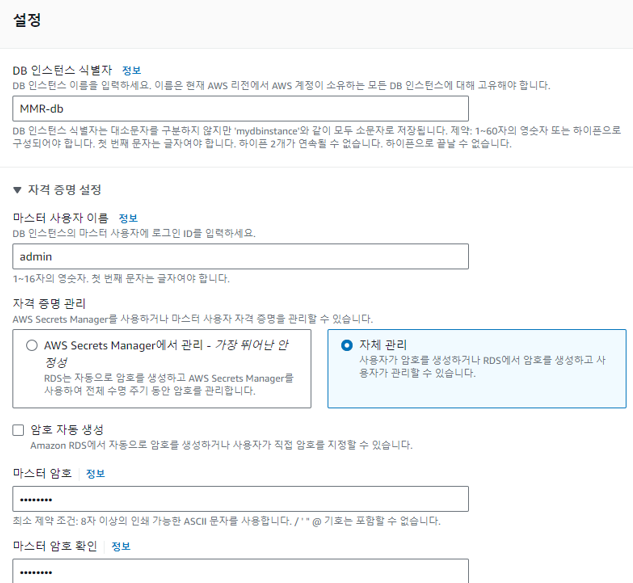 설정
DB 인스턴스 식별자 정보
DB 인스턴스 이름을 입력하세요. 이름은 현재 AWS 리전에서 AWS 계정이 소유하는 모든 DB 인스턴스에 대해 고유해야 합니다.
MMR-db
DB 인스턴스 식별자는 대소문자를 구분하지 않지만 'mydbinstance'와 같이 모두 소문자로 저장됩니다. 제약: 1~60자의 영숫자 또는 하이픈으로
구성되어야 합니다. 첫 번째 문자는 글자여야 합니다. 하이픈 2개가 연속될 수 없습니다. 하이픈으로 끝날 수 없습니다.
▼ 자격 증명 설정
마스터 사용자 이름 정보
DB 인스턴스의 마스터 사용자에 로그인 ID를 입력하세요.
admin
1~16자의 영숫자. 첫 번째 문자는 글자여야 합니다.
자격 증명 관리
AWS Secrets Manager를 사용하거나 마스터 사용자 자격 증명을 관리할 수 있습니다.
AWS Secrets Manager에서 관리 - 가장 뛰어난 안
정성
RDS는 자동으로 암호를 생성하고 AWS Secrets Manager를
사용하여 전체 수명 주기 동안 암호를 관리합니다.
자체 관리
사용자가 암호를 생성하거나 RDS에서 암호를 생성하고 사
용자가 관리할 수 있습니다.
암호 자동 생성
Amazon RDS에서 자동으로 암호를 생성하거나 사용자가 직접 암호를 지정할 수 있습니다.
마스터 암호 정보
••••••••
최소 제약 조건: 8자 이상의 인쇄 가능한 ASCII 문자를 사용합니다. / ' " @ 기호는 포함할 수 없습니다.
마스터 암호 확인 정보
••••••••